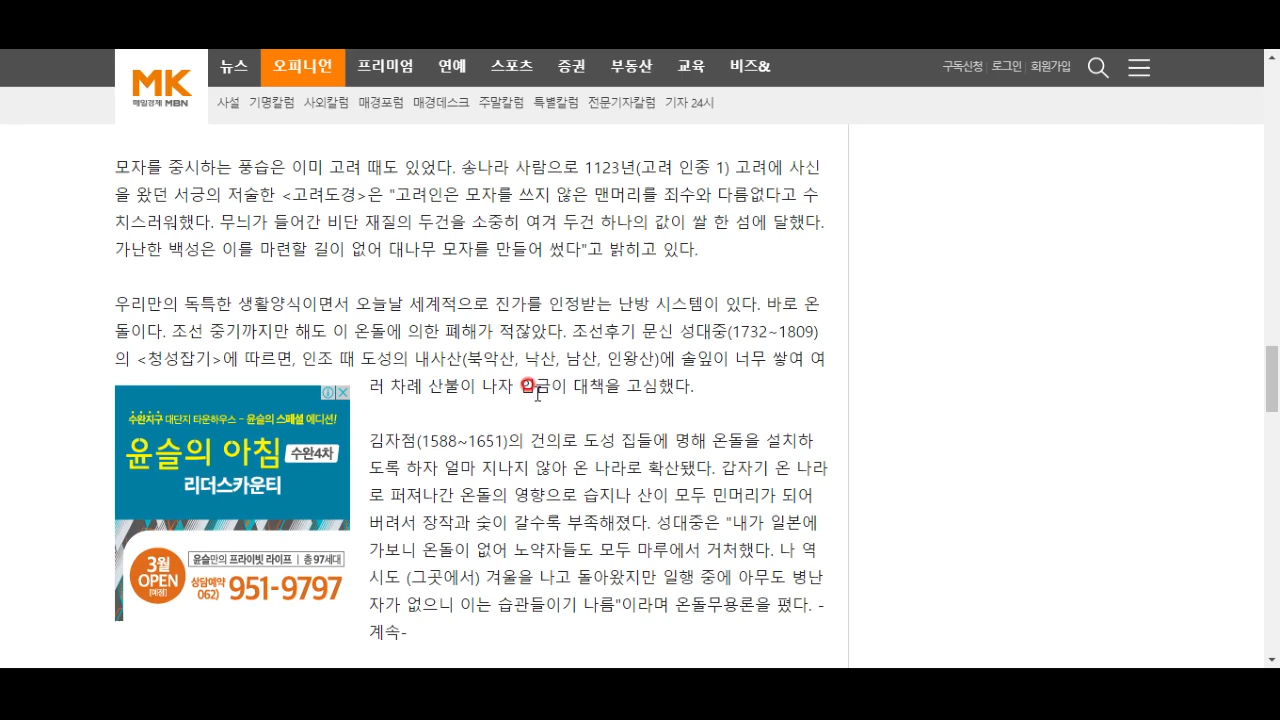 MK
매일경제 MBN
뉴스 오피니언 프리미엄 연예 스포츠 증권 부동산 교육 비즈&
구독신청 로그인 회원가입
사설 기명칼럼 사외칼럼 매경포럼 매경데스크 주말칼럼 특별칼럼 전문기자칼럼 기자 24시
모자를 중시하는 풍습은 이미 고려 때도 있었다. 송나라 사람으로 1123년(고려 인종 1) 고려에 사신
을 왔던 서긍의 저술한 <고려도경>은 "고려인은 모자를 쓰지 않은 맨머리를 죄수와 다름없다고 수
치스러워했다. 무늬가 들어간 비단 재질의 두건을 소중히 여겨 두건 하나의 값이 쌀 한 섬에 달했다.
가난한 백성은 이를 마련할 길이 없어 대나무 모자를 만들어 썼다"고 밝히고 있다.
우리만의 독특한 생활양식이면서 오늘날 세계적으로 진가를 인정받는 난방 시스템이 있다. 바로 온
돌이다. 조선 중기까지만 해도 이 온돌에 의한 폐해가 적잖았다. 조선후기 문신 성대중(1732~1809)
의 <청성잡기>에 따르면, 인조 때 도성의 내사산(북악산, 낙산, 남산, 인왕산)에 솔잎이 너무 쌓여 여
러 차례 산불이 나자 임금이 대책을 고심했다.
김자점(1588~1651)의 건의로 도성 집들에 명해 온돌을 설치하
도록 하자 얼마 지나지 않아 온 나라로 확산됐다. 갑자기 온 나라
로 퍼져나간 온돌의 영향으로 습지나 산이 모두 민머리가 되어
버려서 장작과 숯이 갈수록 부족해졌다. 성대중은 "내가 일본에
가보니 온돌이 없어 노약자들도 모두 마루에서 거처했다. 나 역
시도 (그곳에서) 겨울을 나고 돌아왔지만 일행 중에 아무도 병난
자가 없으니 이는 습관들이기 나름"이라며 온돌무용론을 폈다. -
계속-
수완지구 대단지 타운하우스 - 윤슬의 스페셜 에디션!
윤슬의 아침 수완4차
리더스카운티
3월
OPEN
[예정]
윤슬만의 프라이빗 라이프 | 총 97세대
상담예약
062) 951-9797